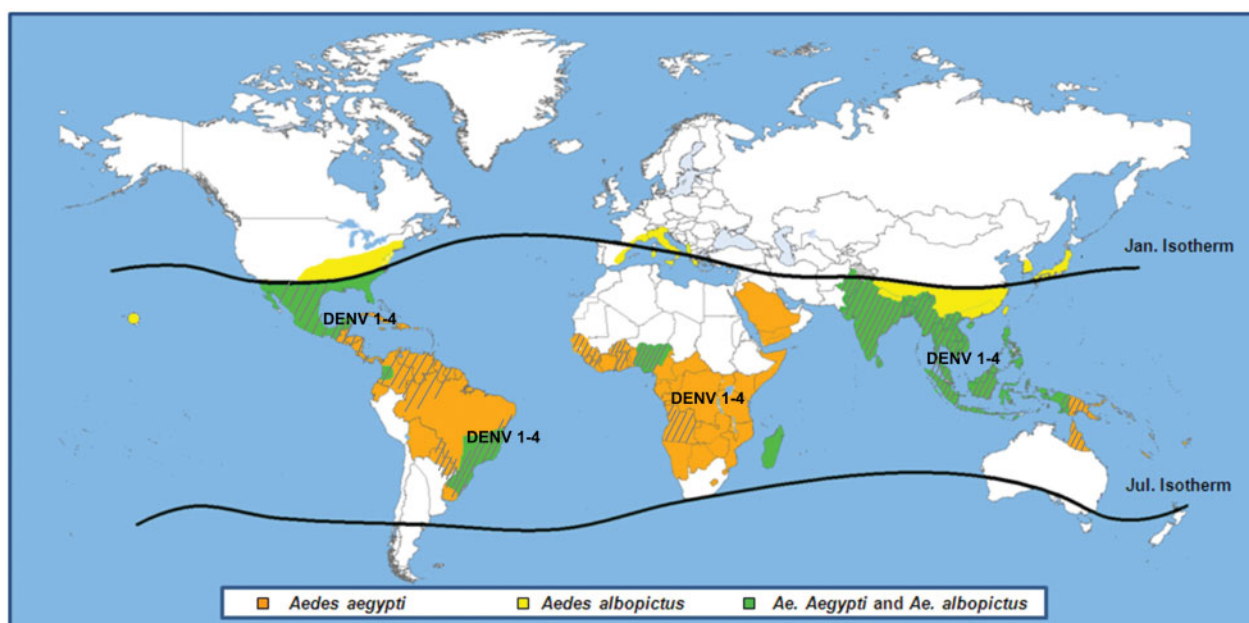 Jan. Isotherm
DENV 1-4
DENV 1-4
DENV 1-4
DENV 1-4
Jul. Isotherm
Aedes aegypti
Aedes albopictus
Ae. Aegypti and Ae. albopictus